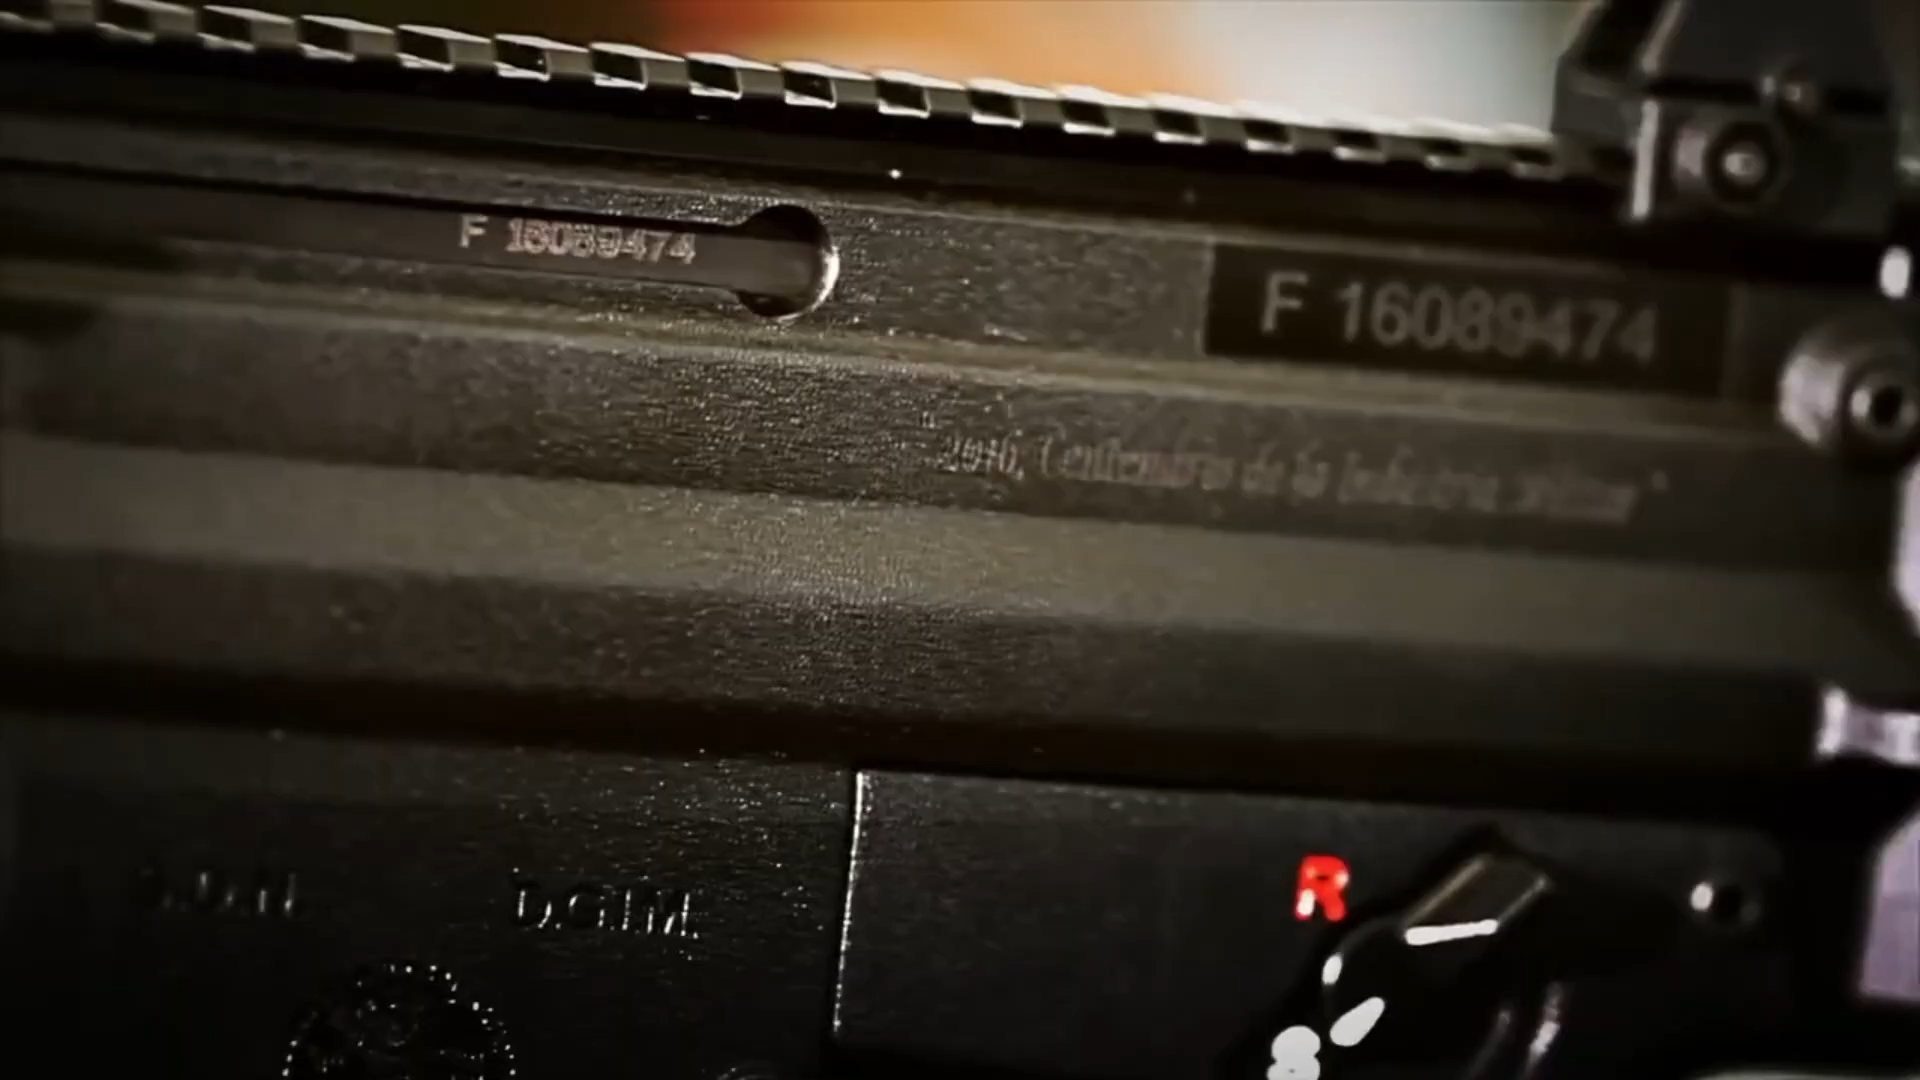 F 16089474
F 16089474
"2016, Centenario de la industria militar"
D.G.I.M.
R